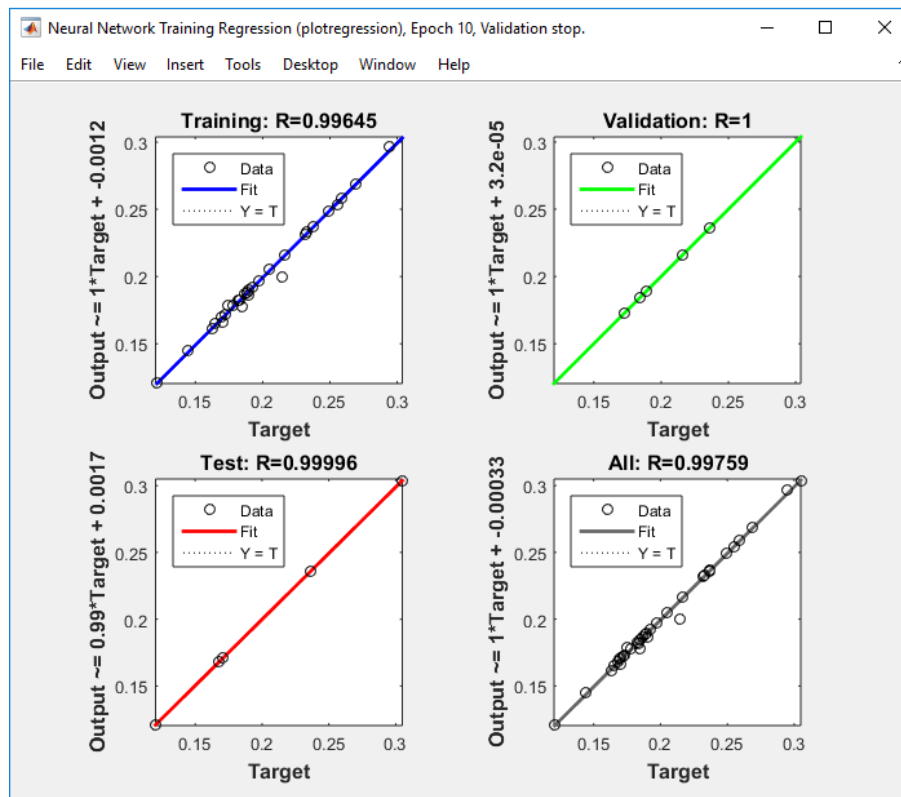 Neural Network Training Regression (plotregression), Epoch 10, Validation stop.
File Edit View Insert Tools Desktop Window Help
Training: R=0.99645
Output ~= 1*Target + -0.0012
Data
Fit
Y = T
0.3
0.25
0.2
0.15
0.15 0.2 0.25 0.3
Target
Validation: R=1
Output ~= 1*Target + 3.2e-05
Data
Fit
Y = T
0.3
0.25
0.2
0.15
0.15 0.2 0.25 0.3
Target
Test: R=0.99996
Output ~= 0.99*Target + 0.0017
Data
Fit
Y = T
0.3
0.25
0.2
0.15
0.15 0.2 0.25 0.3
Target
All: R=0.99759
Output ~= 1*Target + -0.00033
Data
Fit
Y = T
0.3
0.25
0.2
0.15
0.15 0.2 0.25 0.3
Target